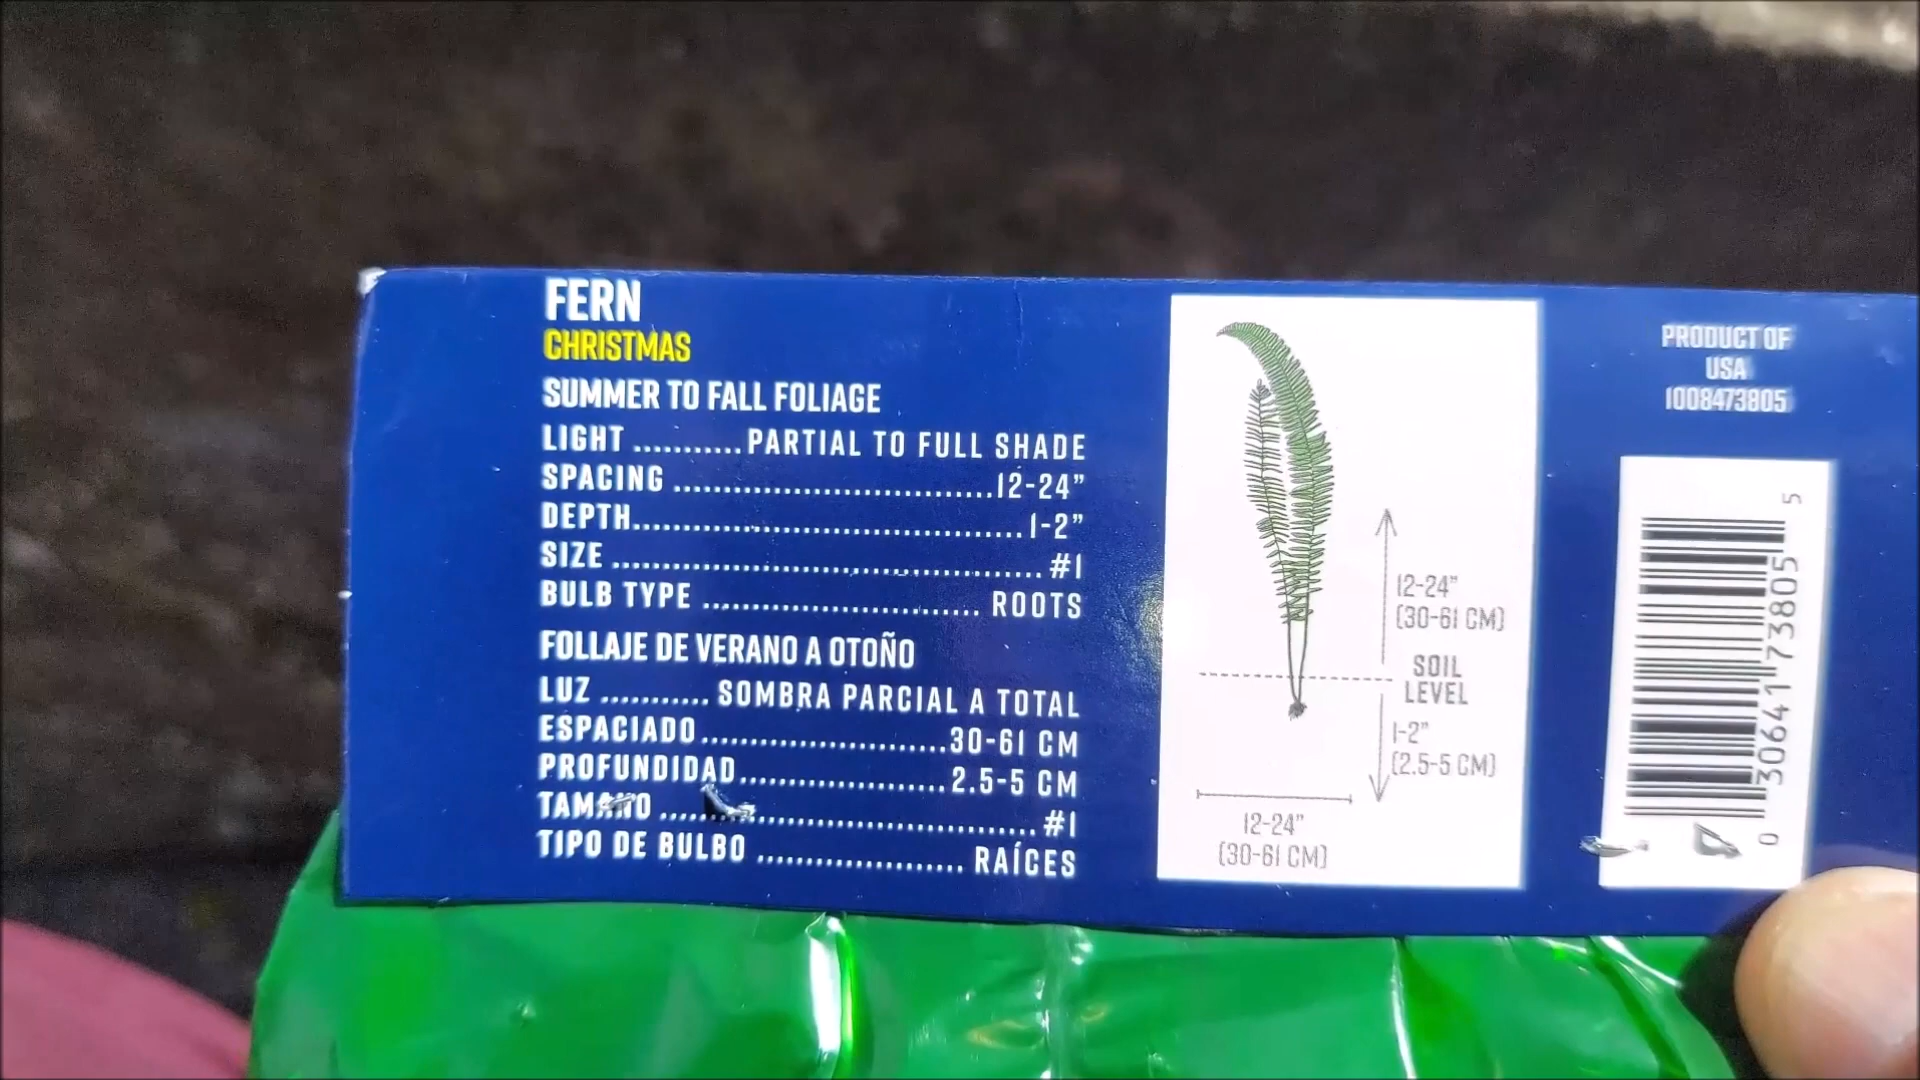 FERN
CHRISTMAS
SUMMER TO FALL FOLIAGE
LIGHT ........... PARTIAL TO FULL SHADE
SPACING ................................ 12-24"
DEPTH....................................... 1-2"
SIZE ........................................... #1
BULB TYPE ............................ ROOTS
FOLLAJE DE VERANO A OTOÑO
LUZ ........... SOMBRA PARCIAL A TOTAL
ESPACIADO......................... 30-61 CM
PROFUNDIDAD..................... 2.5-5 CM
TAMAÑO ...................................... #1
TIPO DE BULBO ..................... RAÍCES
12-24"
(30-61 CM)
SOIL
LEVEL
1-2"
(2.5-5 CM)
12-24"
(30-61 CM)
PRODUCT OF
USA
1008473805
0 30641 73805 5